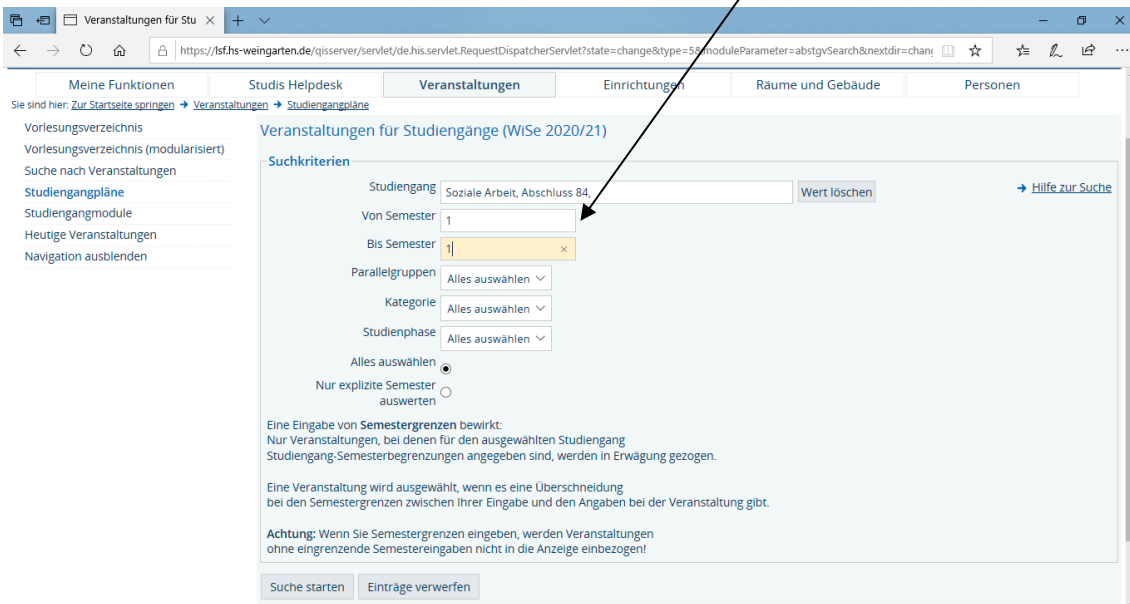 Veranstaltungen für Stu
https://lsf.hs-weingarten.de/qisserver/servlet/de.his.servlet.RequestDispatcherServlet?state=change&type=5&moduleParameter=abstgvSearch&nextdir=chang
Meine Funktionen Studis Helpdesk Veranstaltungen Einrichtungen Räume und Gebäude Personen
Sie sind hier: Zur Startseite springen → Veranstaltungen → Studiengangpläne
Vorlesungsverzeichnis
Vorlesungsverzeichnis (modularisiert)
Suche nach Veranstaltungen
Studiengangpläne
Studiengangmodule
Heutige Veranstaltungen
Navigation ausblenden
Veranstaltungen für Studiengänge (WiSe 2020/21)
Suchkriterien
Studiengang Soziale Arbeit, Abschluss 84, Wert löschen
→ Hilfe zur Suche
Von Semester 1
Bis Semester 1
Parallelgruppen Alles auswählen
Kategorie Alles auswählen
Studienphase Alles auswählen
Alles auswählen
Nur explizite Semester
auswerten
Eine Eingabe von Semestergrenzen bewirkt:
Nur Veranstaltungen, bei denen für den ausgewählten Studiengang
Studiengang-Semesterbegrenzungen angegeben sind, werden in Erwägung gezogen.
Eine Veranstaltung wird ausgewählt, wenn es eine Überschneidung
bei den Semestergrenzen zwischen Ihrer Eingabe und den Angaben bei der Veranstaltung gibt.
Achtung: Wenn Sie Semestergrenzen eingeben, werden Veranstaltungen
ohne eingrenzende Semestereingaben nicht in die Anzeige einbezogen!
Suche starten Einträge verwerfen